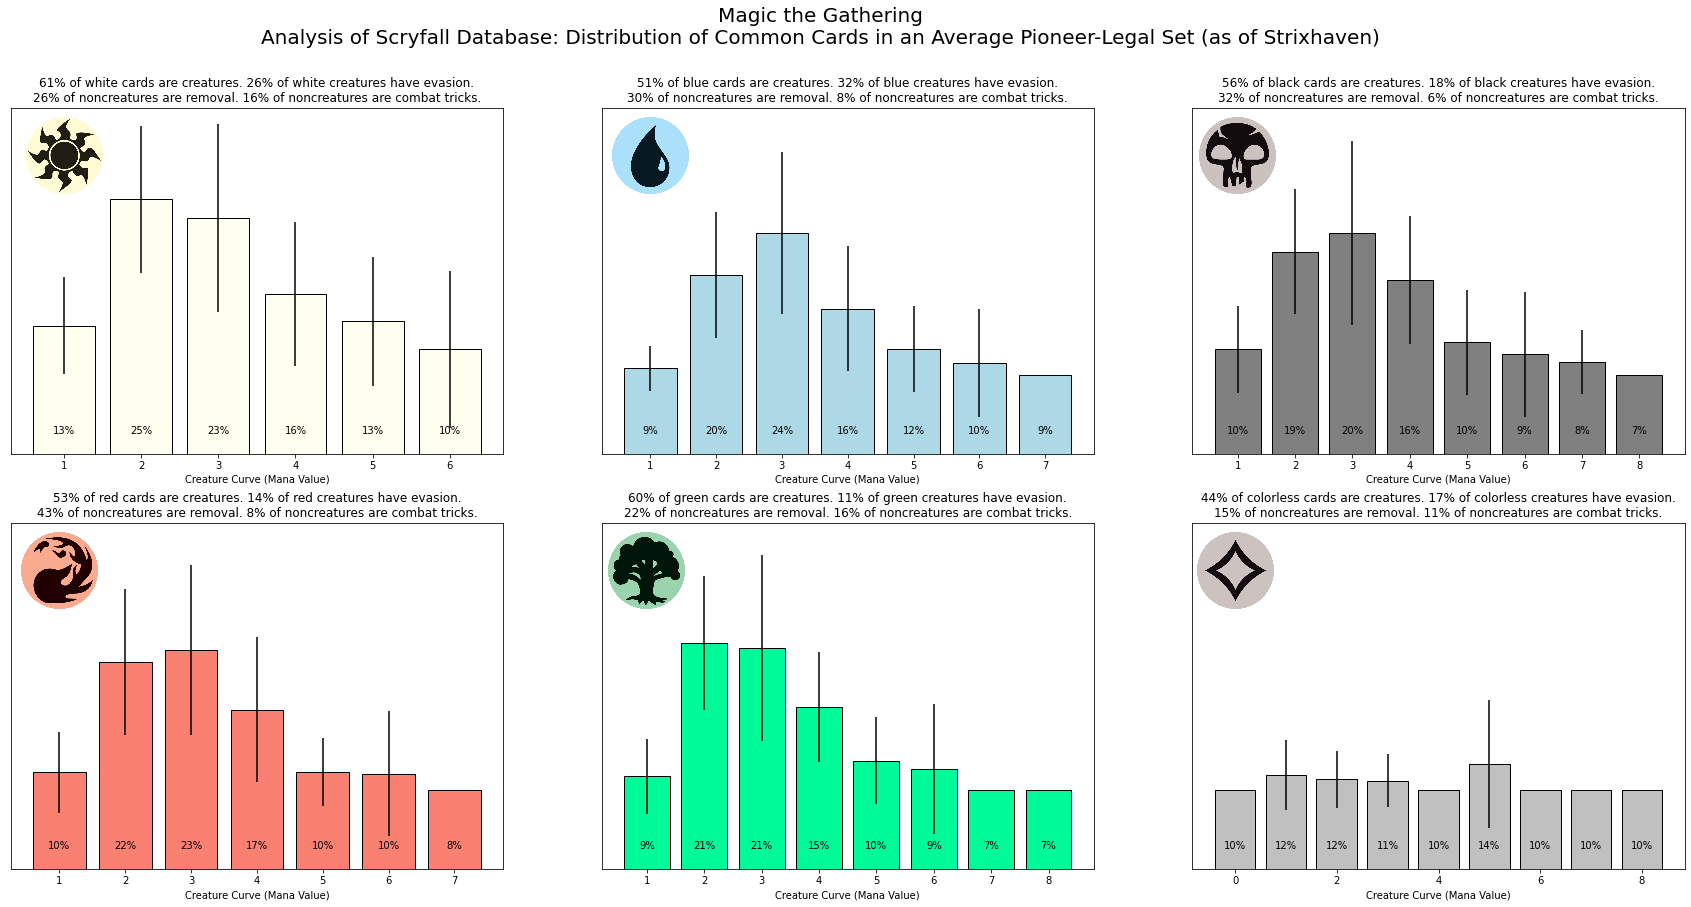 Magic the Gathering
Analysis of Scryfall Database: Distribution of Common Cards in an Average Pioneer-Legal Set (as of Strixhaven)
61% of white cards are creatures. 26% of white creatures have evasion.
26% of noncreatures are removal. 16% of noncreatures are combat tricks.
13% 25% 23% 16% 13% 10%
1 2 3 4 5 6
Creature Curve (Mana Value)
51% of blue cards are creatures. 32% of blue creatures have evasion.
30% of noncreatures are removal. 8% of noncreatures are combat tricks.
9% 20% 24% 16% 12% 10% 9%
1 2 3 4 5 6 7
Creature Curve (Mana Value)
56% of black cards are creatures. 18% of black creatures have evasion.
32% of noncreatures are removal. 6% of noncreatures are combat tricks.
10% 19% 20% 16% 10% 9% 8% 7%
1 2 3 4 5 6 7 8
Creature Curve (Mana Value)
53% of red cards are creatures. 14% of red creatures have evasion.
43% of noncreatures are removal. 8% of noncreatures are combat tricks.
10% 22% 23% 17% 10% 10% 8%
1 2 3 4 5 6 7
Creature Curve (Mana Value)
60% of green cards are creatures. 11% of green creatures have evasion.
22% of noncreatures are removal. 16% of noncreatures are combat tricks.
9% 21% 21% 15% 10% 9% 7% 7%
1 2 3 4 5 6 7 8
Creature Curve (Mana Value)
44% of colorless cards are creatures. 17% of colorless creatures have evasion.
15% of noncreatures are removal. 11% of noncreatures are combat tricks.
10% 12% 12% 11% 10% 14% 10% 10% 10%
0 2 4 6 8
Creature Curve (Mana Value)